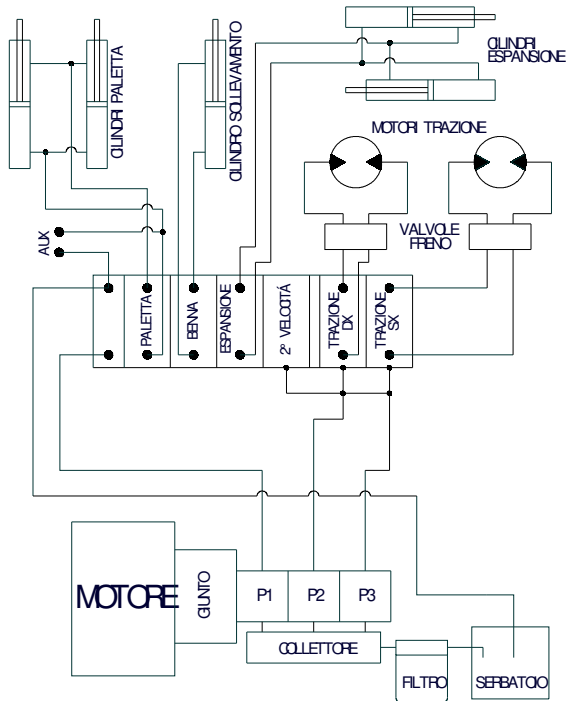 CILINDRI PALETTA
CILINDRO SOLLEVAMENTO
CILINDRI
ESPANSIONE
MOTORI TRAZIONE
VALVOLE
FRENO
AUX
PALETTA
BENNA
ESPANSIONE
2° VELOCITÁ
TRAZIONE
DX
TRAZIONE
SX
MOTORE
GIUNTO
P1
P2
P3
COLLETTORE
FILTRO
SERBATOIO